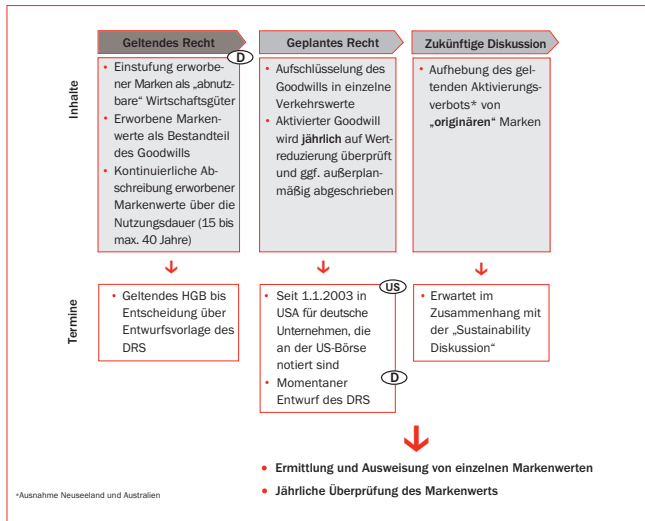 Geltendes Recht
Geplantes Recht
Zukünftige Diskussion
Inhalte
D
• Einstufung erworbe-
ner Marken als „abnutz-
bare“ Wirtschaftsgüter
• Erworbene Marken-
werte als Bestandteil
des Goodwills
• Kontinuierliche Ab-
schreibung erworbener
Markenwerte über die
Nutzungsdauer (15 bis
max. 40 Jahre)
• Aufschlüsselung des
Goodwills in einzelne
Verkehrswerte
• Aktivierter Goodwill
wird jährlich auf Wert-
reduzierung überprüft
und ggf. außerplan-
mäßig abgeschrieben
• Aufhebung des gel-
tenden Aktivierungs-
verbots* von
„originären“ Marken
Termine
• Geltendes HGB bis
Entscheidung über
Entwurfsvorlage des
DRS
US
• Seit 1.1.2003 in
USA für deutsche
Unternehmen, die
an der US-Börse
notiert sind
D
• Momentaner
Entwurf des DRS
• Erwartet im
Zusammenhang mit
der „Sustainability
Diskussion“
• Ermittlung und Ausweisung von einzelnen Markenwerten
• Jährliche Überprüfung des Markenwerts
*Ausnahme Neuseeland und Australien